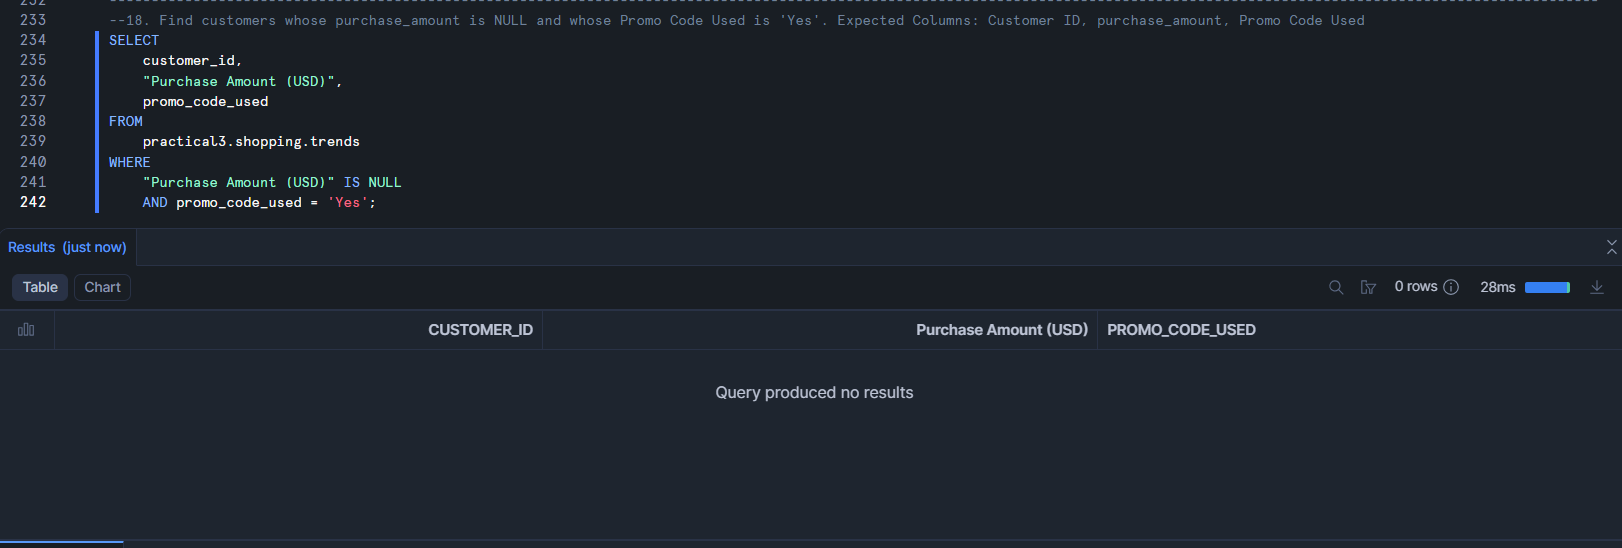 232
233 --18. Find customers whose purchase_amount is NULL and whose Promo Code Used is 'Yes'. Expected Columns: Customer ID, purchase_amount, Promo Code Used
234 SELECT
235 customer_id,
236 "Purchase Amount (USD)",
237 promo_code_used
238 FROM
239 practical3.shopping.trends
240 WHERE
241 "Purchase Amount (USD)" IS NULL
242 AND promo_code_used = 'Yes';
Results (just now)
Table Chart 0 rows 28ms
CUSTOMER_ID Purchase Amount (USD) PROMO_CODE_USED
Query produced no results